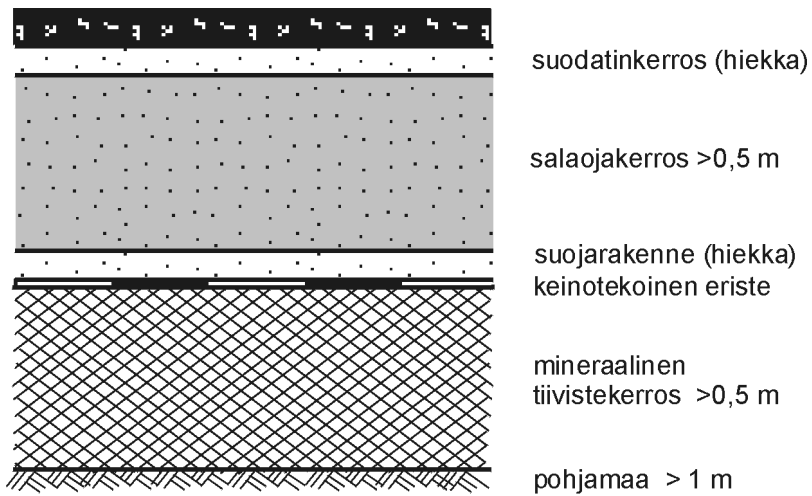 suodatinkerros (hiekka)
salaojakerros >0,5 m
suojarakenne (hiekka)
keinotekoinen eriste
mineraalinen
tiivistekerros >0,5 m
pohjamaa > 1 m